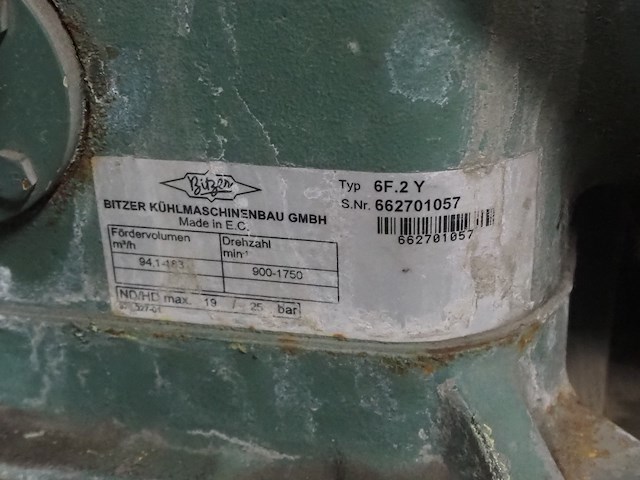 Bitzer
BITZER KÜHLMASCHINENBAU GMBH
Made in E.C.
Typ 6F.2 Y
S.Nr. 662701057
662701057
Fördervolumen m³/h
Drehzahl min-¹
94,1-183
900-1750
ND/HD max. 19 / 25 bar